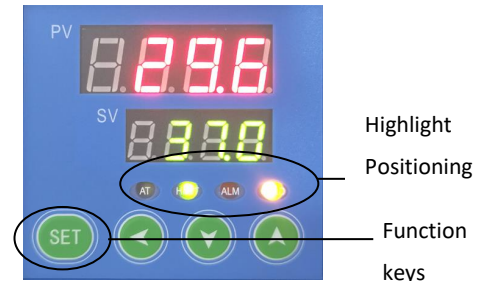 PV
29.6
SV
37.0
AT
ALM
Highlight
Positioning
SET
Function
keys